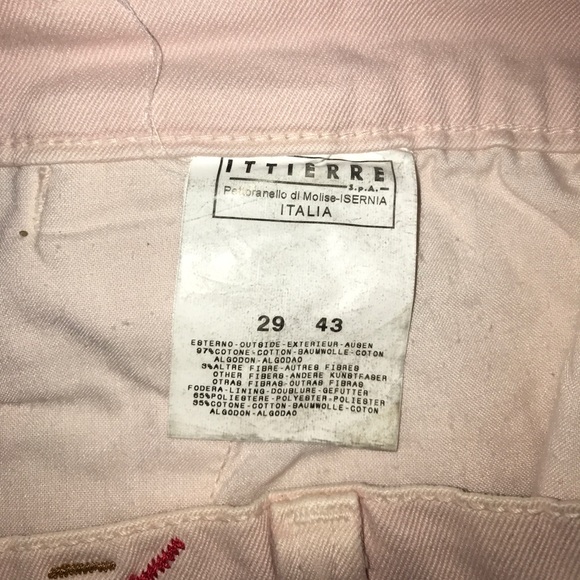 ITTIERRE
S.p.A.
Pettoranello di Molise-ISERNIA
ITALIA
29 43
ESTERNO-OUTSIDE-EXTERIEUR-AUSEN
97%COTONE-COTTON-BAUMWOLLE-COTON
ALGODON-ALGODAO
3%ALTRE FIBRE-AUTRES FIBRES
OTHER FIBERS-ANDERE KUNSTFASER
OTRAS FIBRAS-OUTRAS FIBRAS
FODERA-LINING-DOUBLURE-GEFUTTER
65%POLIESTERE-POLYESTER-POLIESTER
35%COTONE-COTTON-BAUMWOLLE-COTON
ALGODON-ALGODAO